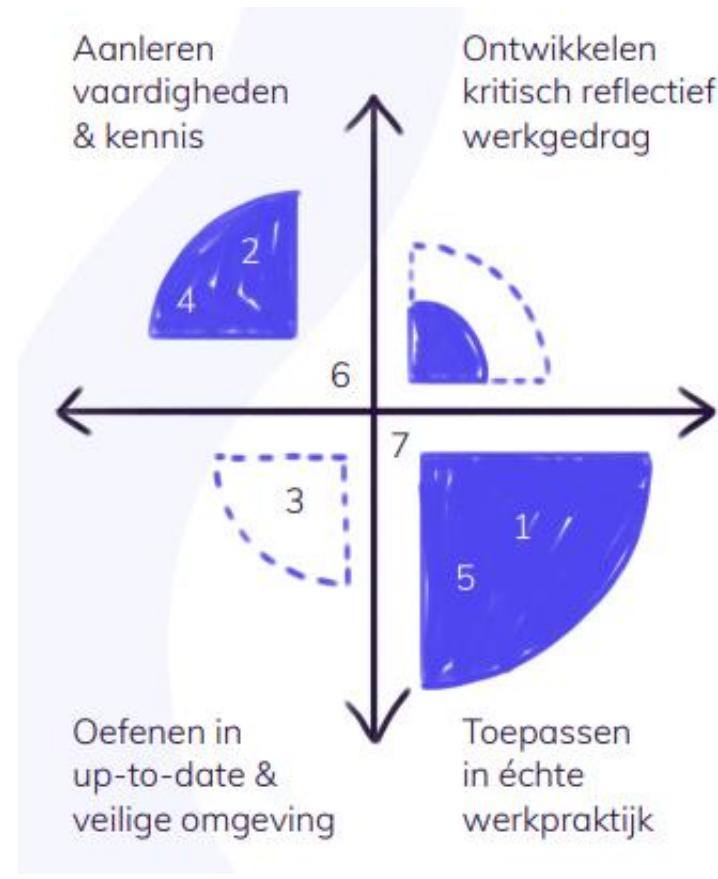 Aanleren
vaardigheden
& kennis
Ontwikkelen
kritisch reflectief
werkgedrag
2
4
6
7
3
1
5
Oefenen in
up-to-date &
veilige omgeving
Toepassen
in échte
werkpraktijk